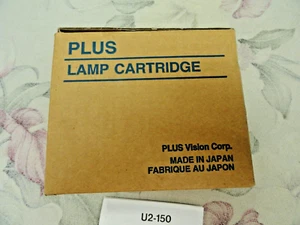 PLUS
LAMP CARTRIDGE
PLUS Vision Corp.
MADE IN JAPAN
FABRIQUE AU JAPON
U2-150